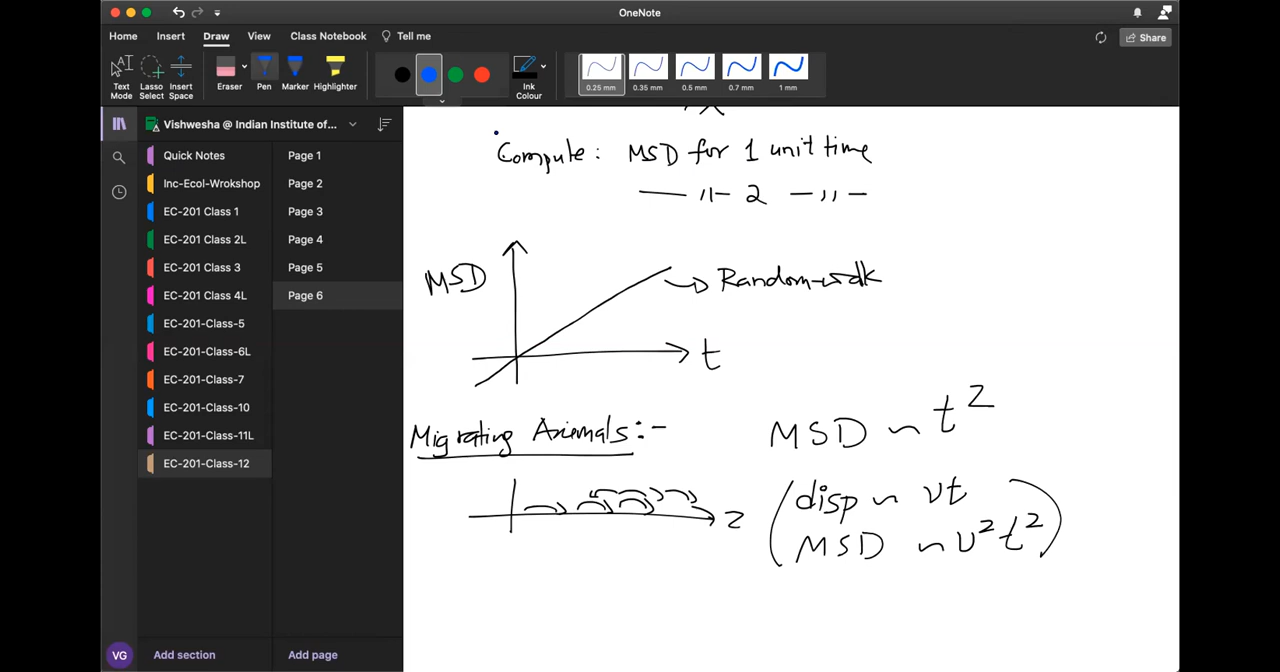 OneNote
Home Insert Draw View Class Notebook Tell me
Share
Text Mode
Lasso Select
Insert Space
Eraser
Pen
Marker
Highlighter
Ink Colour
0.25 mm
0.35 mm
0.5 mm
0.7 mm
1 mm
Vishwesha @ Indian Institute of...
Quick Notes
Inc-Ecol-Wrokshop
EC-201 Class 1
EC-201 Class 2L
EC-201 Class 3
EC-201 Class 4L
EC-201-Class-5
EC-201-Class-6L
EC-201-Class-7
EC-201-Class-10
EC-201-Class-11L
EC-201-Class-12
Page 1
Page 2
Page 3
Page 4
Page 5
Page 6
VG
Add section
Add page
Compute: MSD for 1 unit time
— "– 2 –"–
MSD
Random-walk
t
Migrating Animals:-
MSD ~ t²
z
disp ~ vt
MSD ~ v²t²